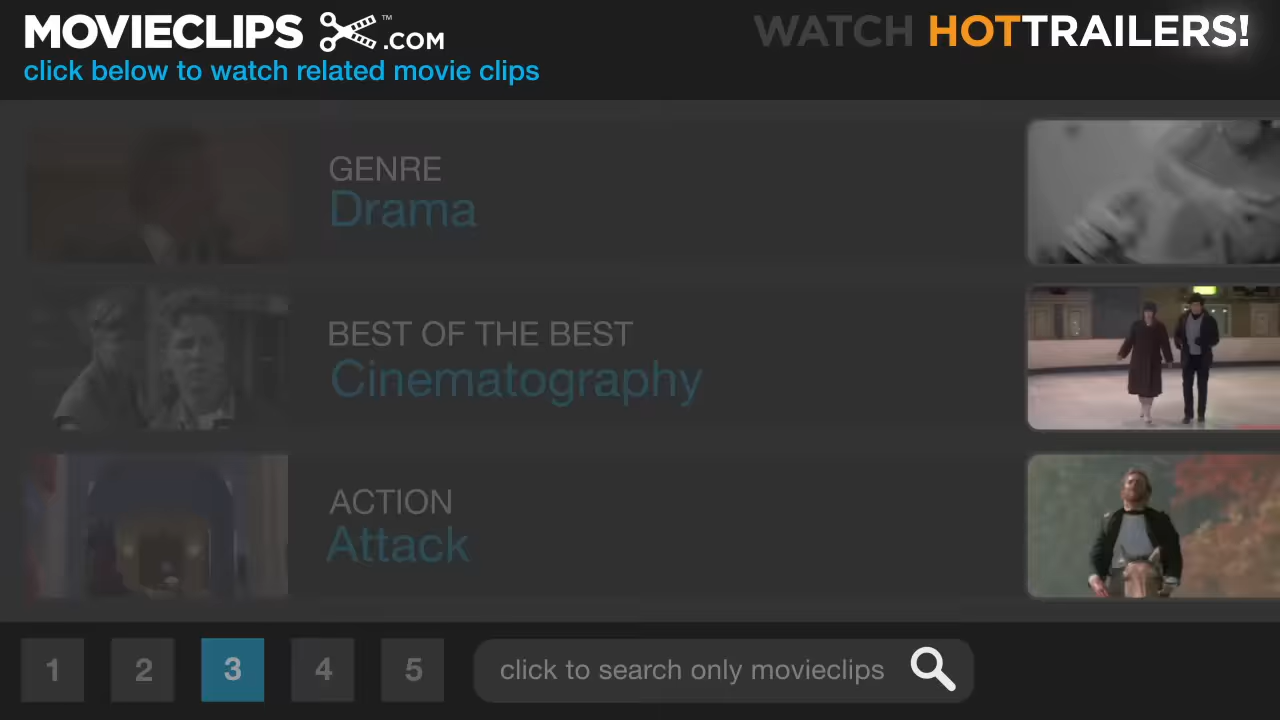 MOVIECLIPS ™ .COM
WATCH HOTTRAILERS!
click below to watch related movie clips
GENRE
Drama
BEST OF THE BEST
Cinematography
ACTION
Attack
1 2 3 4 5
click to search only movieclips